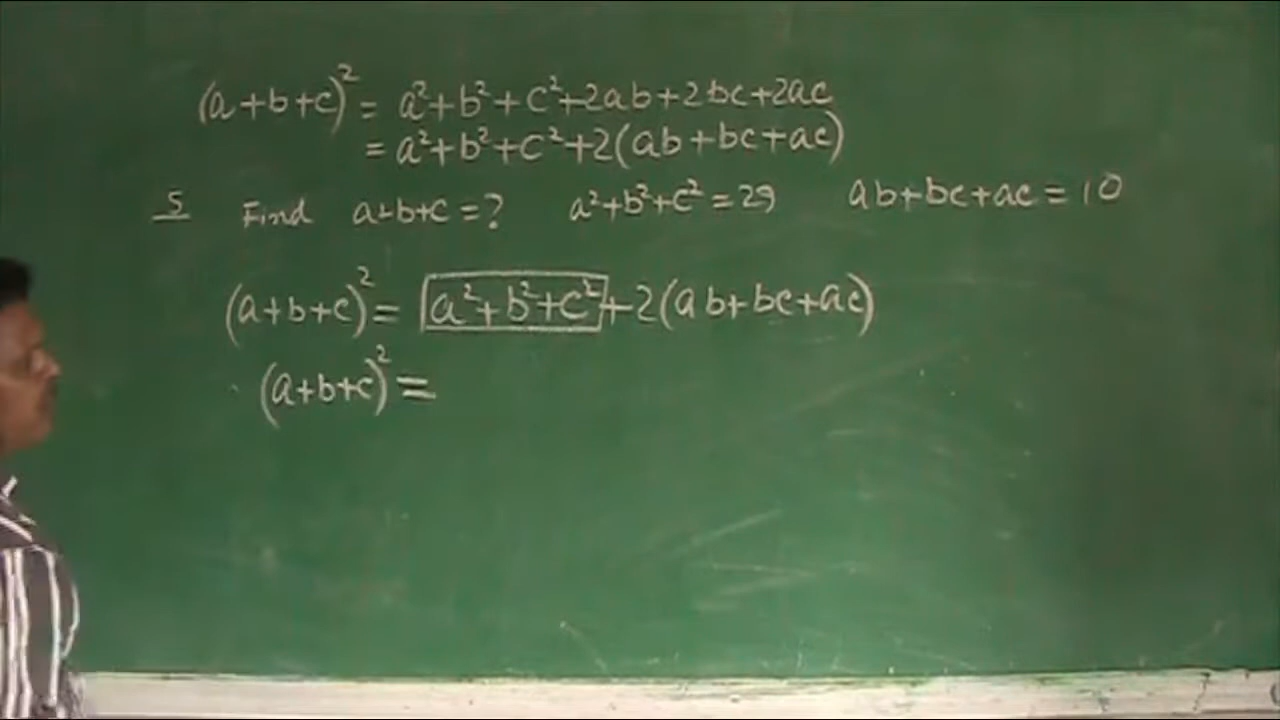 (a+b+c)² = a²+b²+c²+2ab+2bc+2ac
= a²+b²+c²+2(ab+bc+ac)
5 Find a+b+c=? a²+b²+c²=29 ab+bc+ac=10
(a+b+c)² = a²+b²+c²+2(ab+bc+ac)
(a+b+c)² =